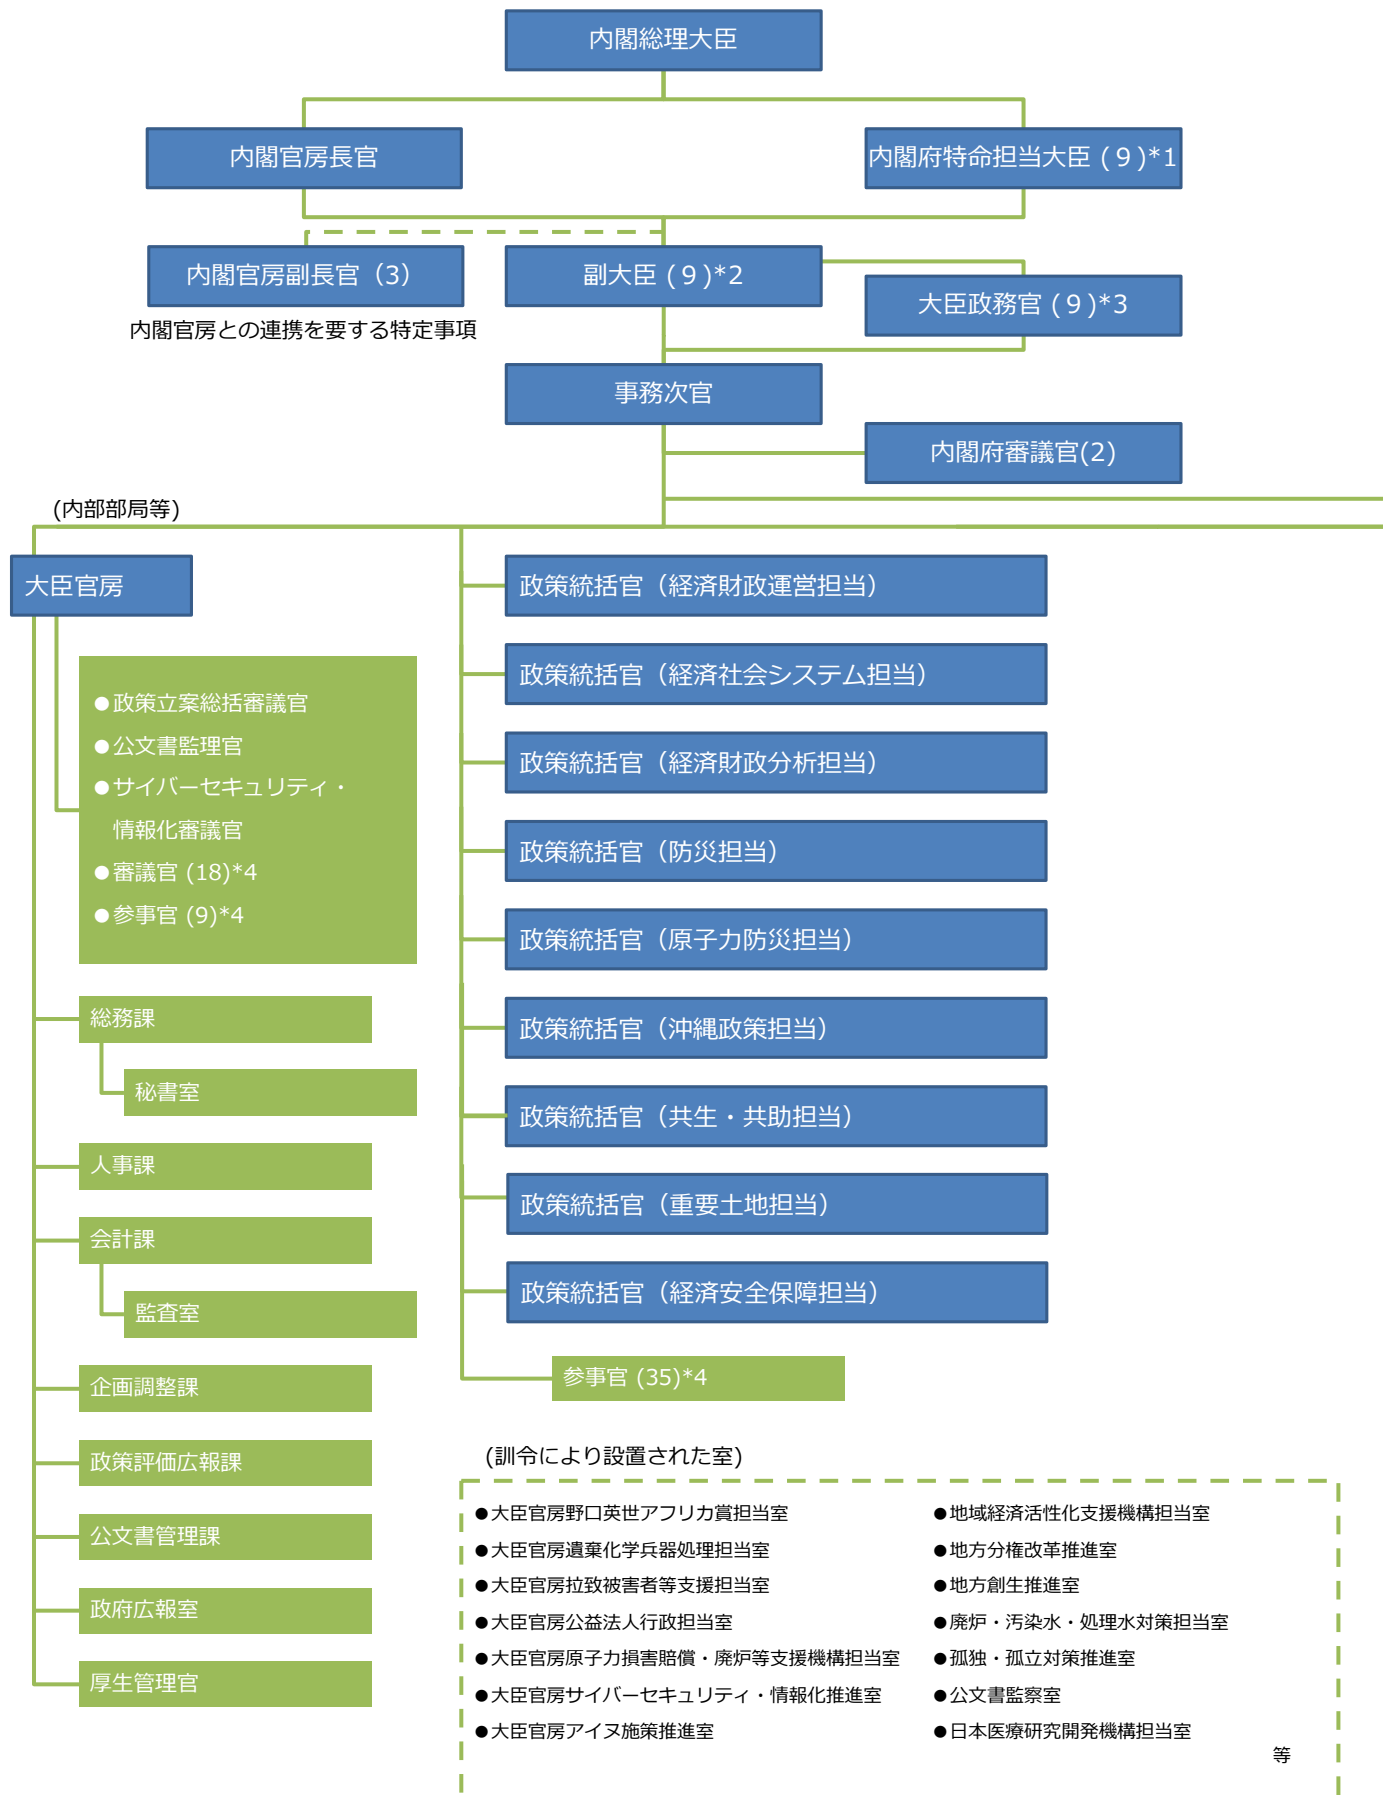 内閣総理大臣
内閣官房長官
内閣府特命担当大臣 ( 9 )*1
内閣官房副長官（3）
副大臣 ( 9 )*2
大臣政務官 ( 9 )*3
内閣官房との連携を要する特定事項
事務次官
内閣府審議官(2)
(内部部局等)
大臣官房
●政策立案総括審議官
●公文書監理官
●サイバーセキュリティ・
情報化審議官
●審議官 (18)*4
●参事官 (9)*4
総務課
秘書室
人事課
会計課
監査室
企画調整課
政策評価広報課
公文書管理課
政府広報室
厚生管理官
政策統括官（経済財政運営担当）
政策統括官（経済社会システム担当）
政策統括官（経済財政分析担当）
政策統括官（防災担当）
政策統括官（原子力防災担当）
政策統括官（沖縄政策担当）
政策統括官（共生・共助担当）
政策統括官（重要土地担当）
政策統括官（経済安全保障担当）
参事官 (35)*4
(訓令により設置された室)
●大臣官房野口英世アフリカ賞担当室
●大臣官房遺棄化学兵器処理担当室
●大臣官房拉致被害者等支援担当室
●大臣官房公益法人行政担当室
●大臣官房原子力損害賠償・廃炉等支援機構担当室
●大臣官房サイバーセキュリティ・情報化推進室
●大臣官房アイヌ施策推進室
●地域経済活性化支援機構担当室
●地方分権改革推進室
●地方創生推進室
●廃炉・汚染水・処理水対策担当室
●孤独・孤立対策推進室
●公文書監察室
●日本医療研究開発機構担当室
等